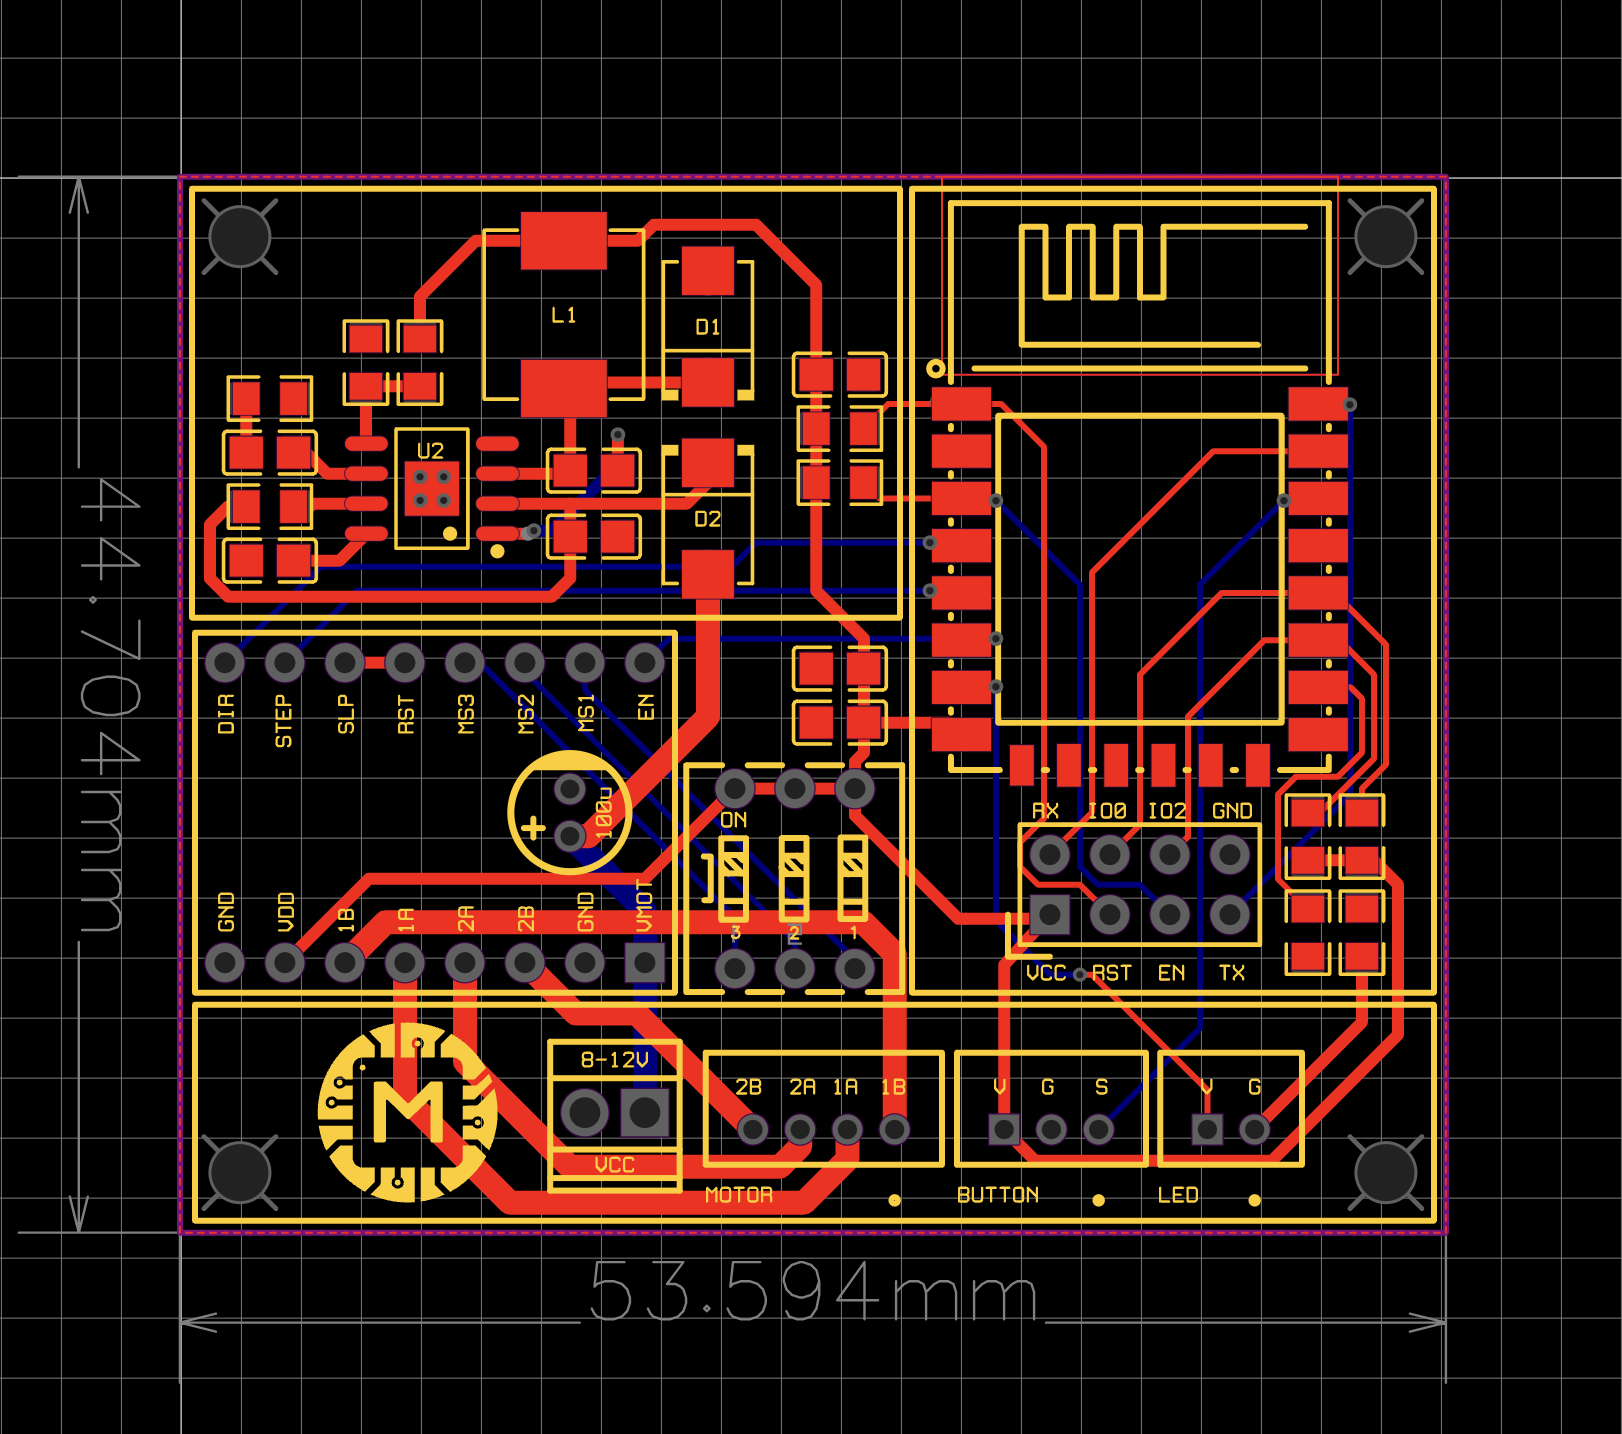 L1
D1
U2
D2
DIR
STEP
SLP
RST
MS3
MS2
MS1
EN
100u
+
ON
3
2
1
GND
VDD
1B
1A
2A
2B
GND
VMOT
RX IO0 IO2 GND
VCC RST EN TX
8-12V
VCC
2B 2A 1A 1B
MOTOR
V G S
BUTTON
V G
LED
M
44.704mm
53.594mm